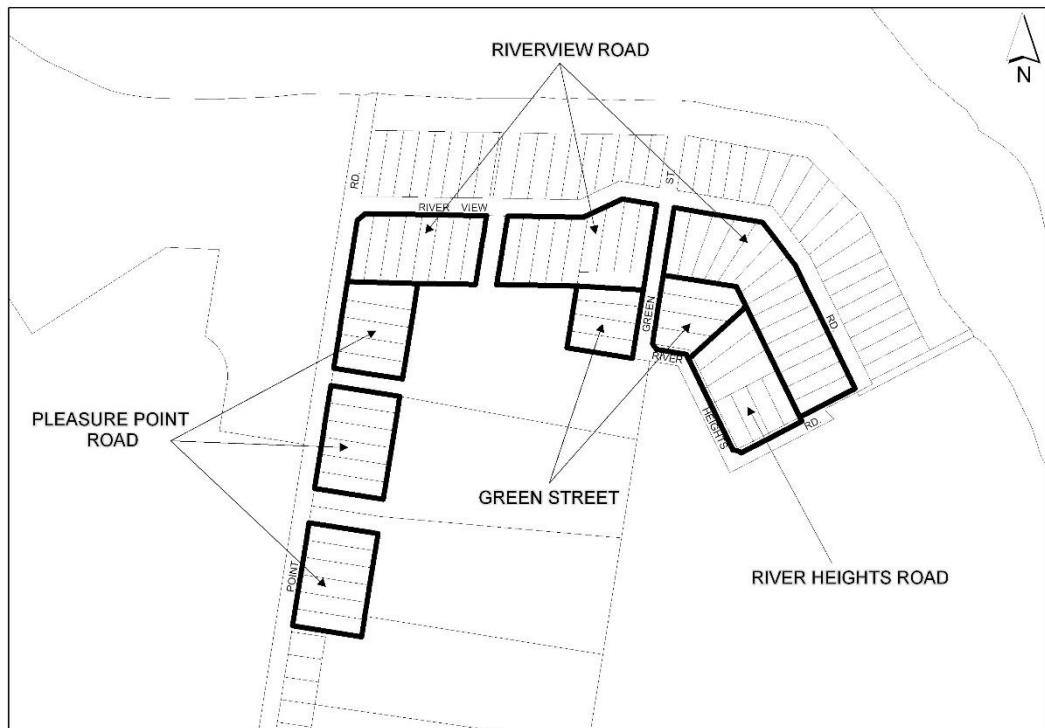 RIVERVIEW ROAD
N
RD.
ST.
RIVER VIEW
GREEN
RIVER
RD.
PLEASURE POINT
ROAD
HEIGHTS
RD.
GREEN STREET
RIVER HEIGHTS ROAD
POINT